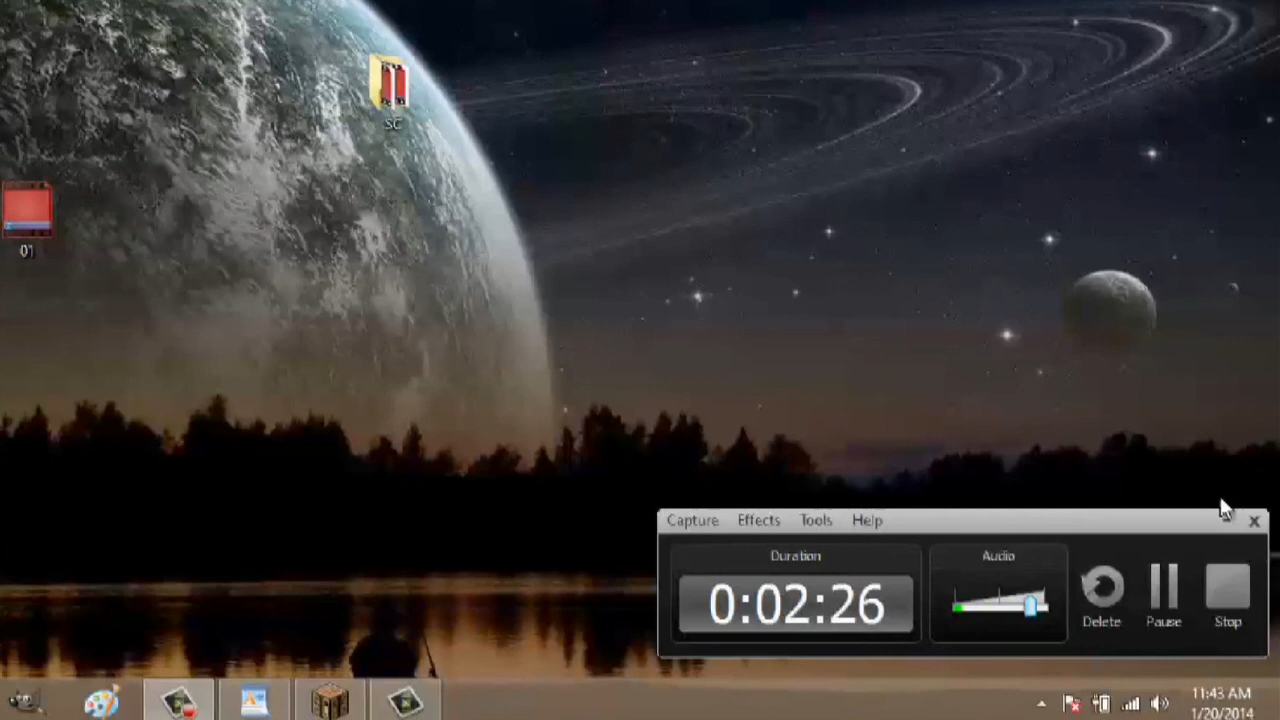 SC
01
Capture Effects Tools Help
Duration
Audio
0:02:26
Delete Pause Stop
11:43 AM
1/20/2014